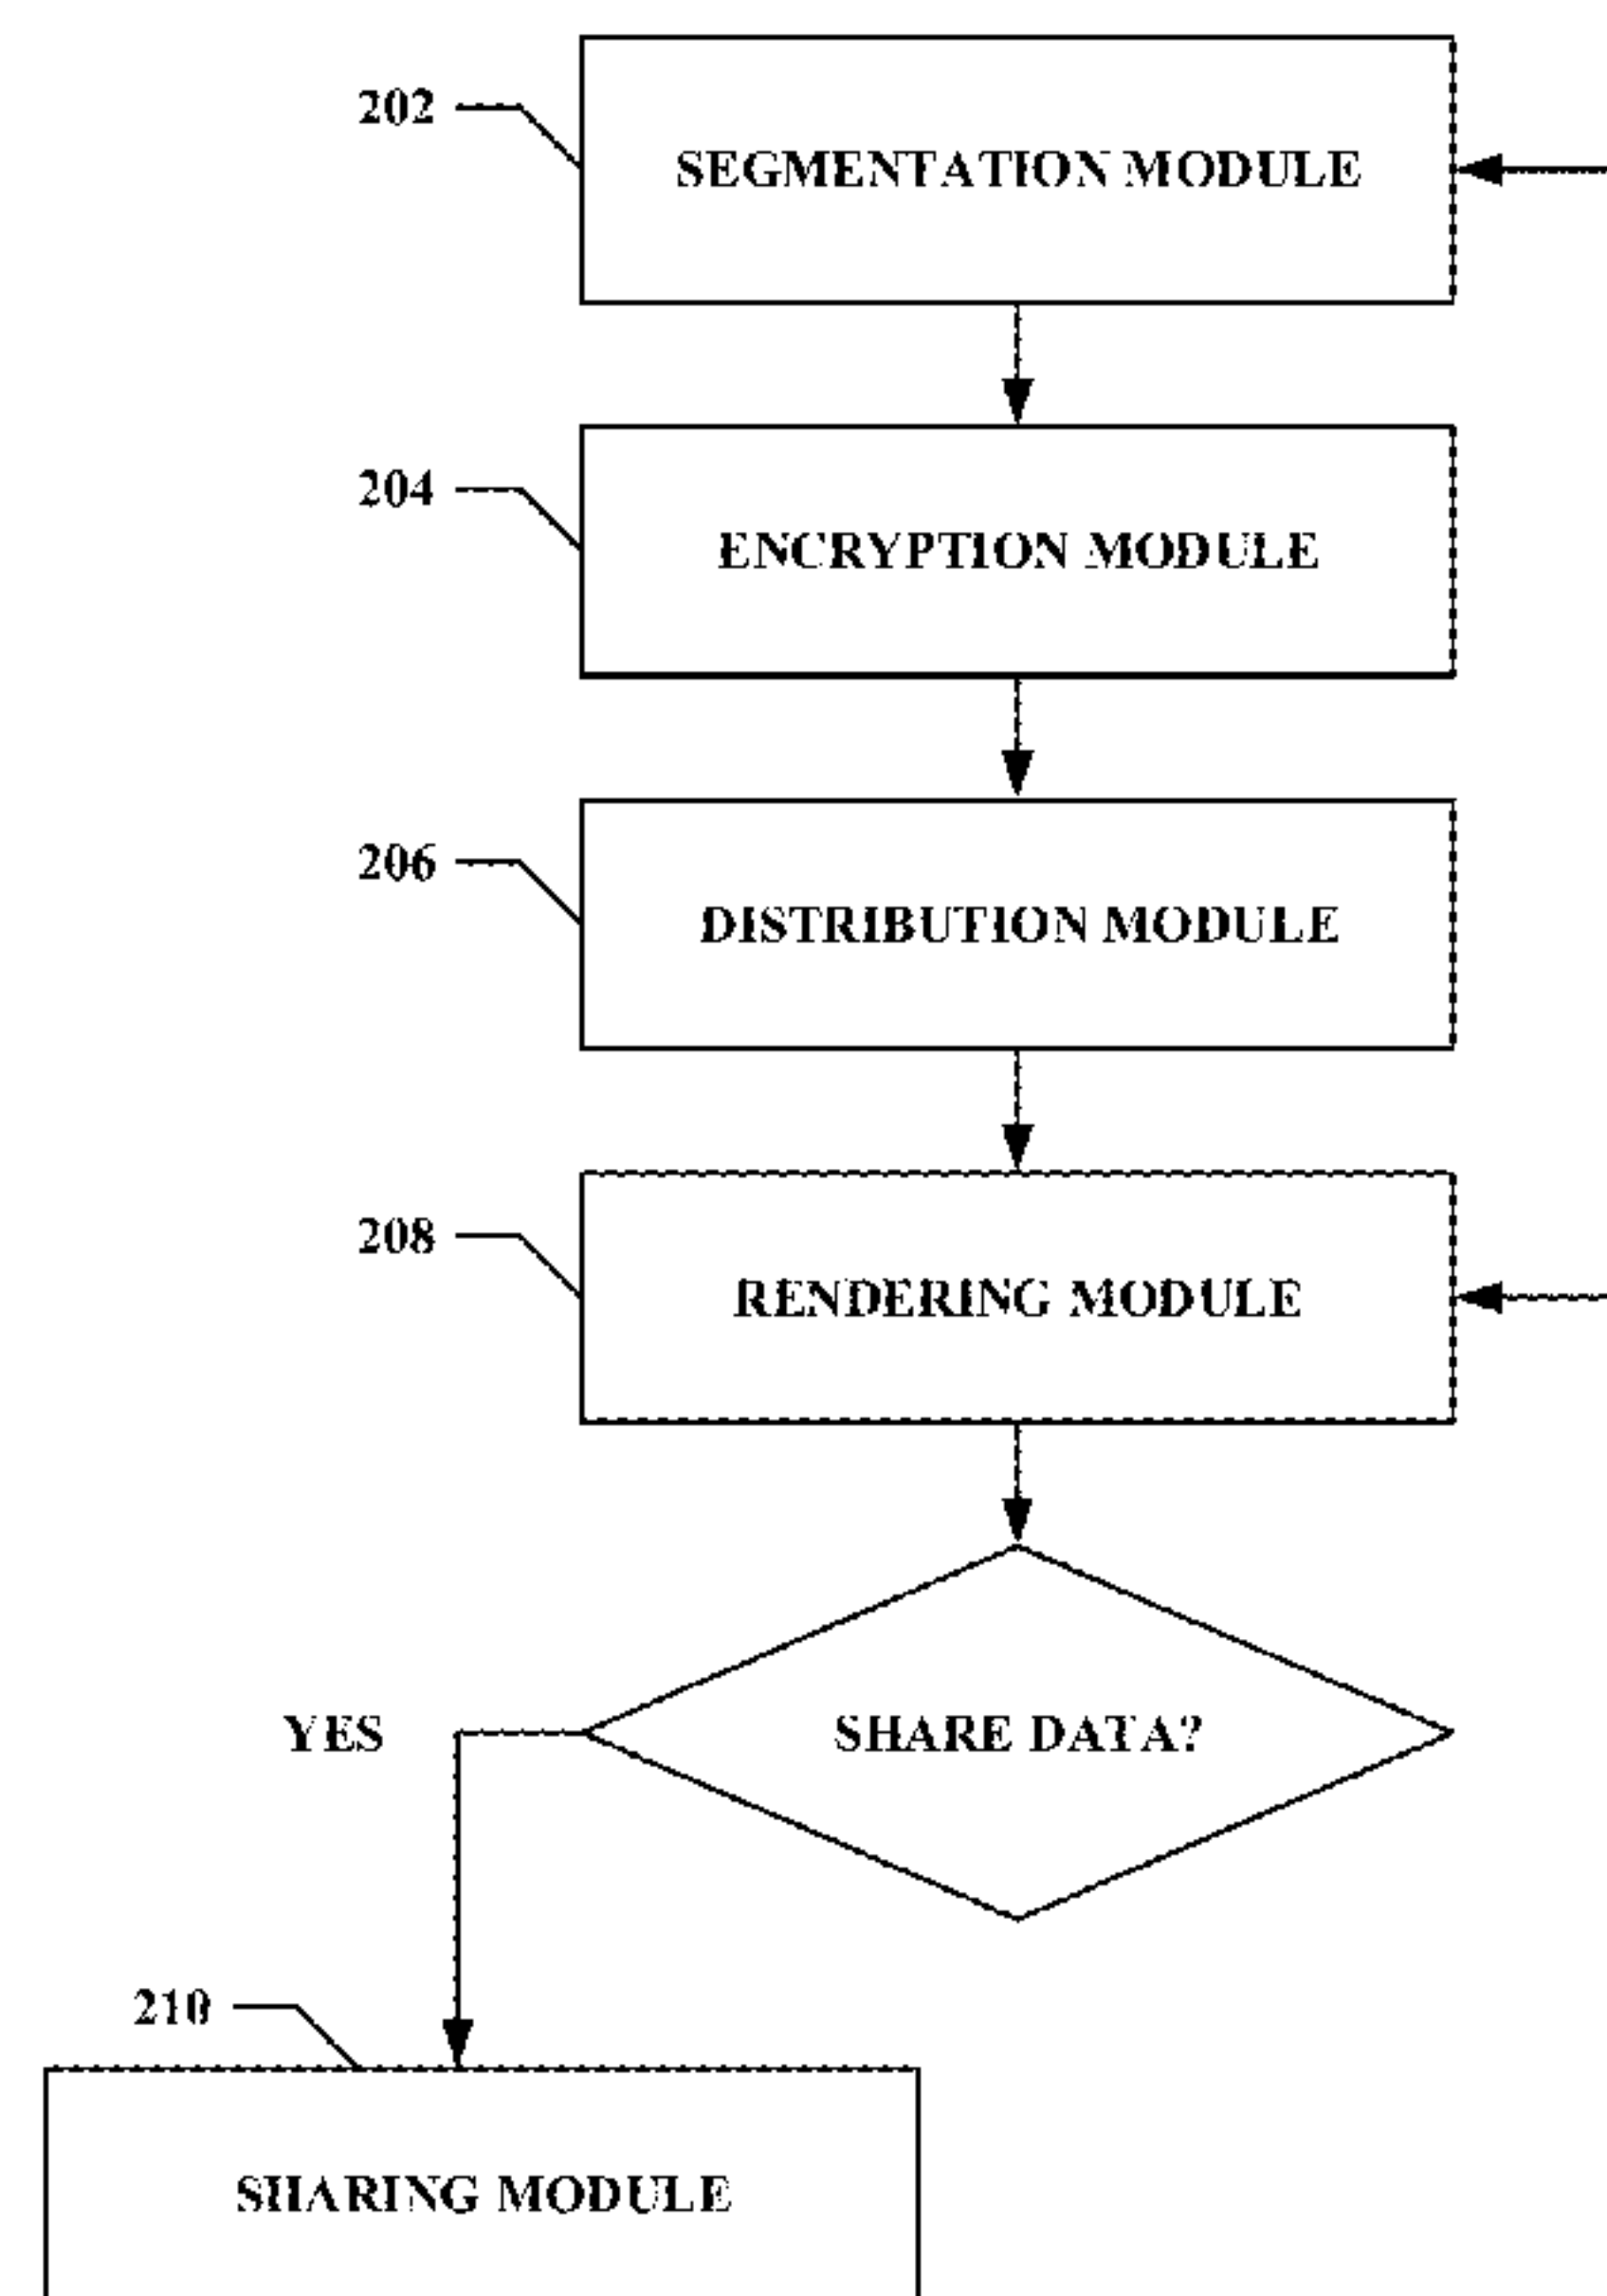 202
SEGMENTATION MODULE
204
ENCRYPTION MODULE
206
DISTRIBUTION MODULE
208
RENDERING MODULE
YES
SHARE DATA?
210
SHARING MODULE